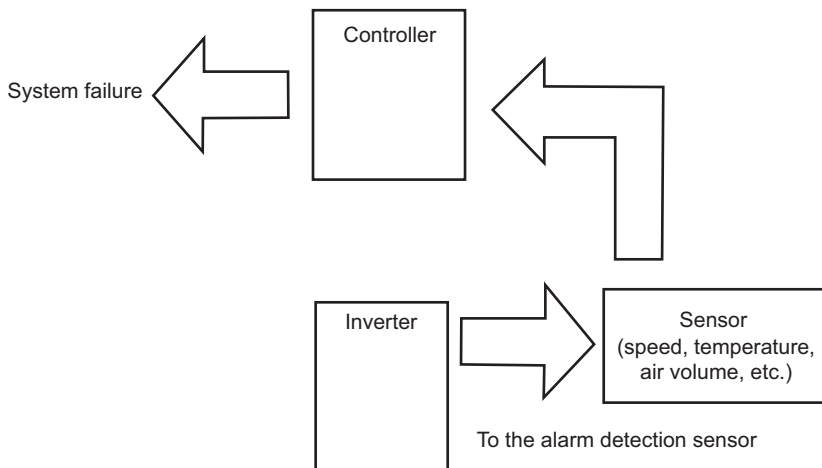 Controller
System failure
Inverter
Sensor
(speed, temperature,
air volume, etc.)
To the alarm detection sensor